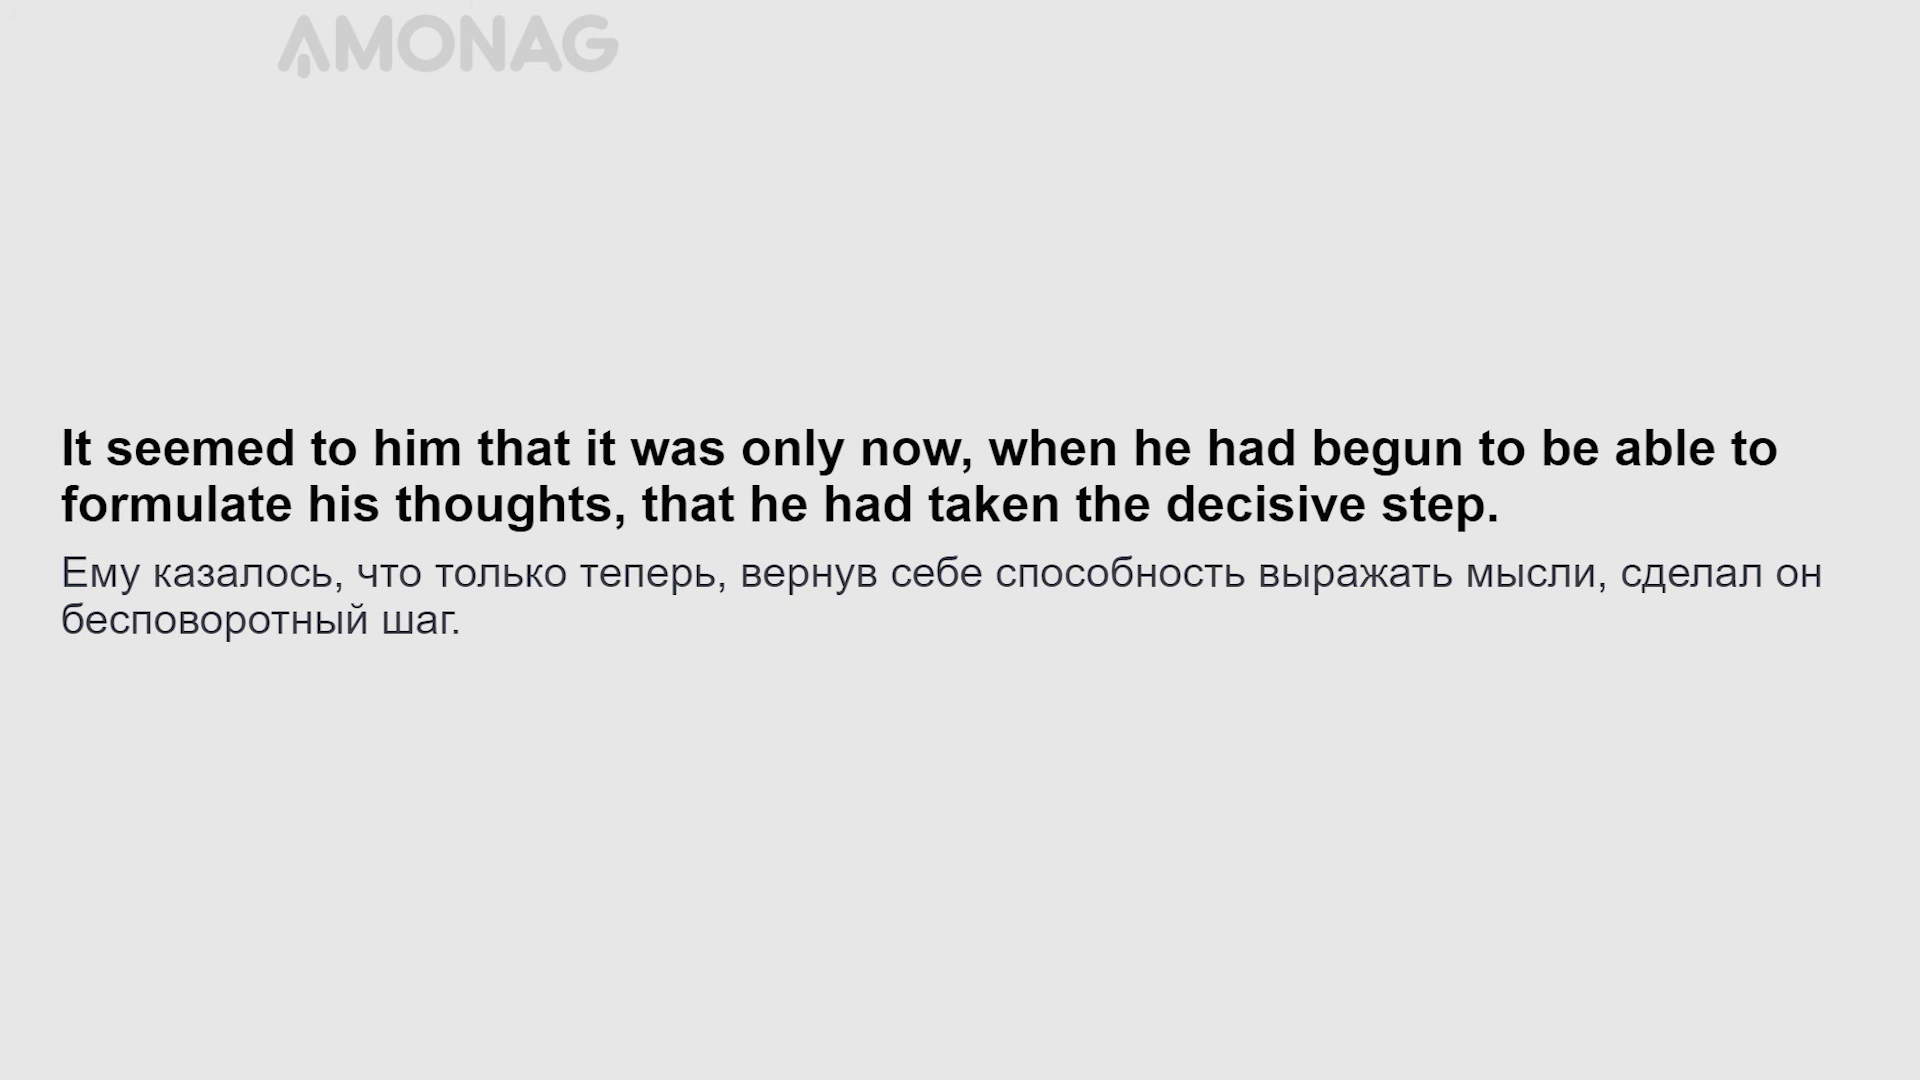 AMONAG
It seemed to him that it was only now, when he had begun to be able to
formulate his thoughts, that he had taken the decisive step.
Ему казалось, что только теперь, вернув себе способность выражать мысли, сделал он
бесповоротный шаг.